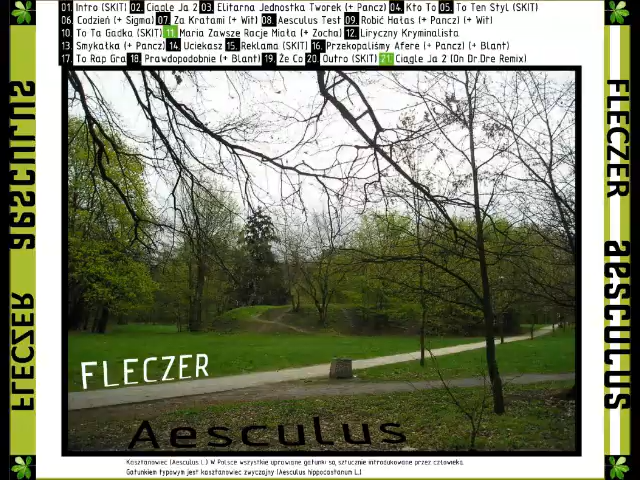 01. Intro (SKIT) 02. Ciągle Ja 2 03. Elitarna Jednostka Tworek (+ Pancz) 04. Kto To 05. To Ten Styl (SKIT)
06. Codzień (+ Sigma) 07. Za Kratami (+ Wit) 08. Aesculus Test 09. Robić Hałas (+ Pancz) (+ Wit)
10. To Ta Gadka (SKIT) 11. Maria Zawsze Racje Miała (+ Zocha) 12. Liryczny Kryminalista
13. Smykałka (+ Pancz) 14. Uciekasz 15. Reklama (SKIT) 16. Przekopaliśmy Afere (+ Pancz) (+ Blant)
17. To Rap Gra 18. Prawdopodobnie (+ Blant) 19. Że Co 20. Outro (SKIT) 21. Ciągle Ja 2 (On Dr.Dre Remix)
FLECZER aesculus
FLECZER aesculus
FLECZER
Aesculus
Kasztanowiec (Aesculus L.) W Polsce wszystkie uprawiane gatunki są, sztucznie introdukowane przez człowieka.
Gatunkiem typowym jest kasztanowiec zwyczajny (Aesculus hippocastanum L.)